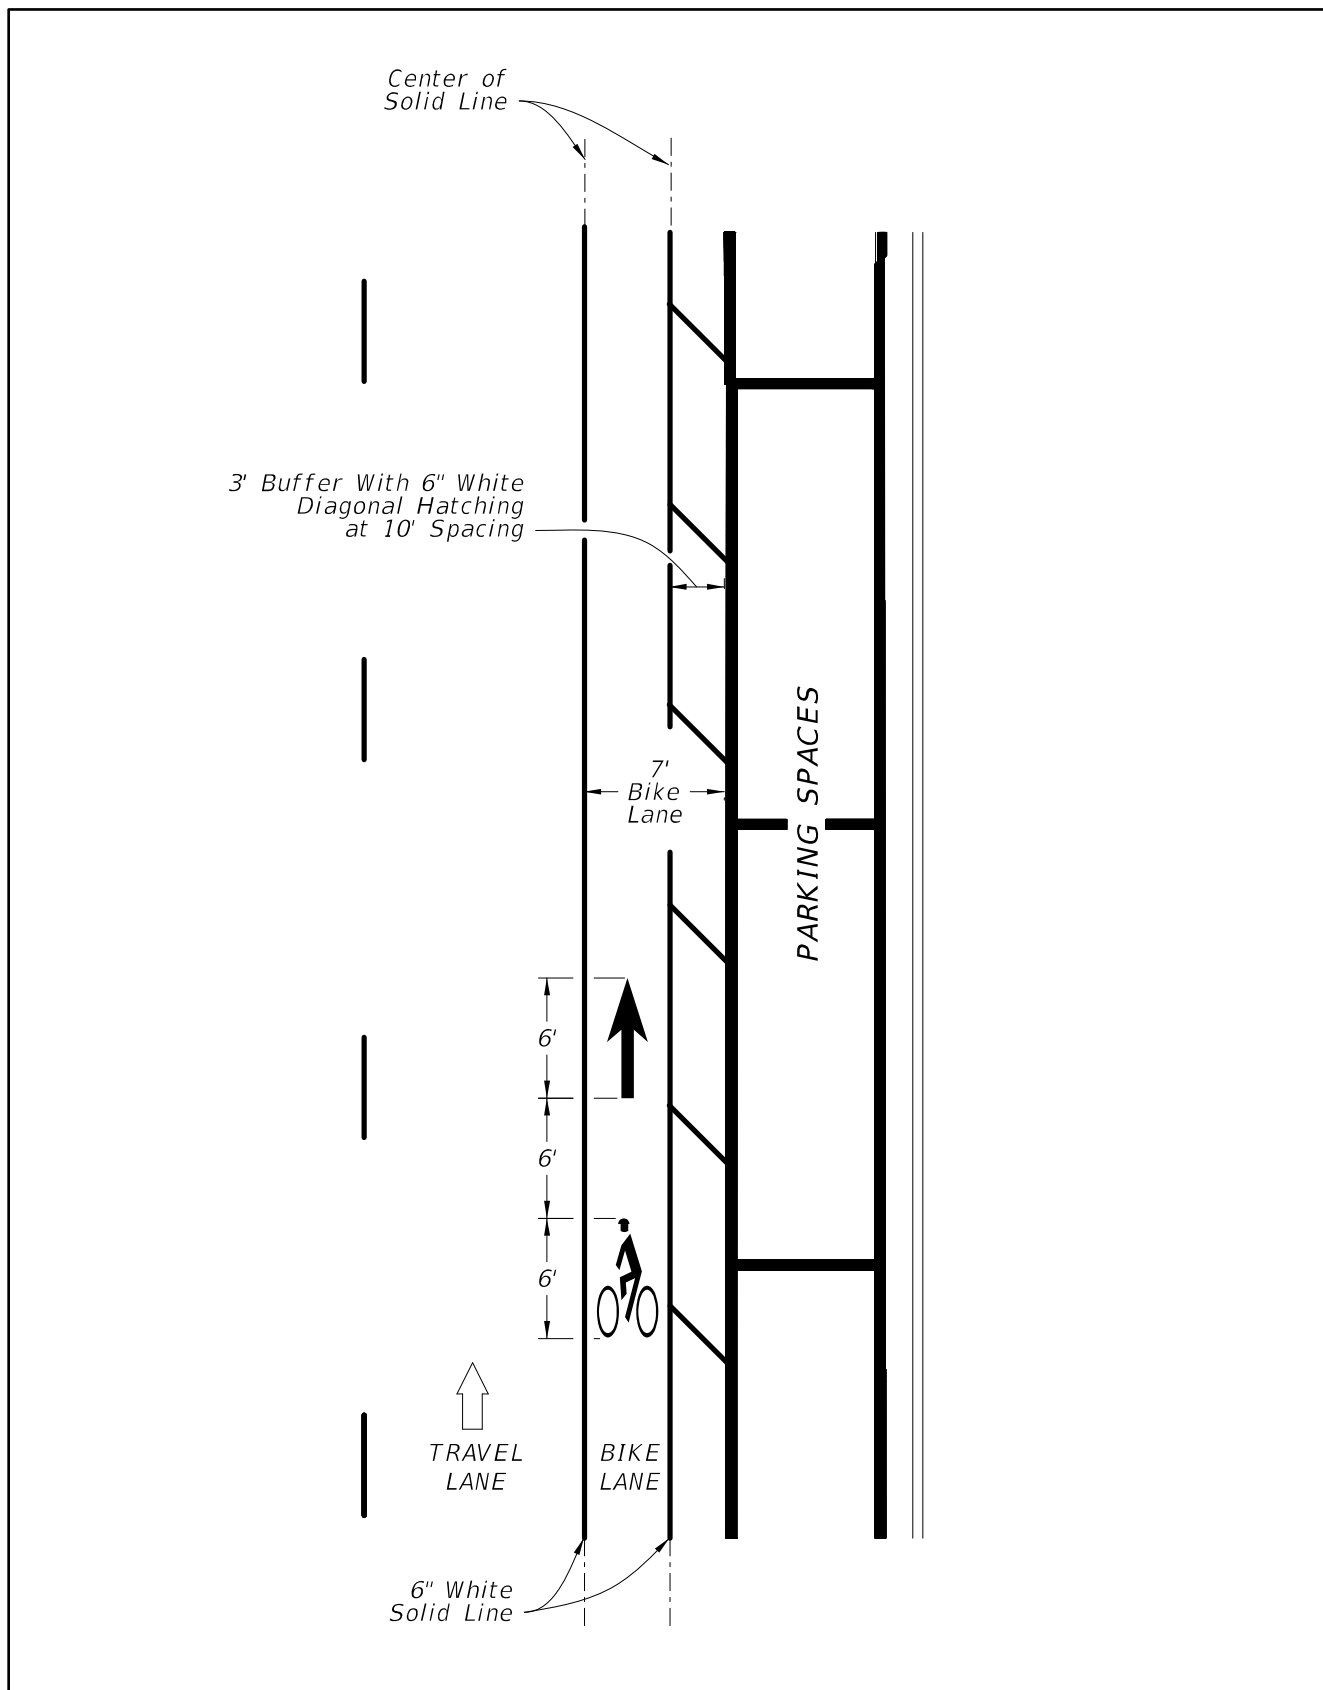 Center of
Solid Line
3' Buffer With 6" White
Diagonal Hatching
at 10' Spacing
PARKING SPACES
7'
Bike
Lane
6'
6'
6'
TRAVEL
LANE
BIKE
LANE
6" White
Solid Line